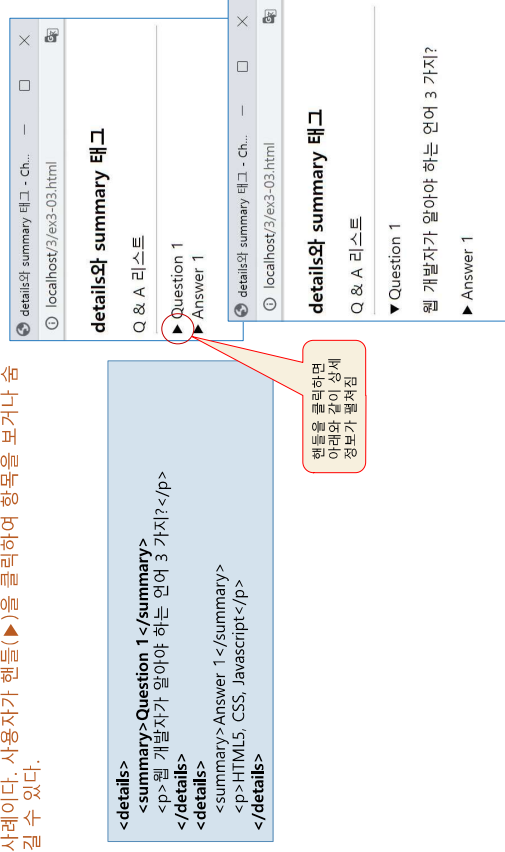 사례이다. 사용자가 핸들(▶)을 클릭하여 항목을 보거나 숨
길 수 있다.
<details>
<summary>Question 1</summary>
<p>웹 개발자가 알아야 하는 언어 3 가지?</p>
</details>
<details>
<summary>Answer 1</summary>
<p>HTML5, CSS, Javascript</p>
</details>
details와 summary 태그 - Ch...
localhost/3/ex3-03.html
details와 summary 태그
Q & A 리스트
▶ Question 1
▶ Answer 1
핸들을 클릭하면
아래와 같이 상세
정보가 펼쳐짐
details와 summary 태그 - Ch...
localhost/3/ex3-03.html
details와 summary 태그
Q & A 리스트
▼Question 1
웹 개발자가 알아야 하는 언어 3 가지?
▶ Answer 1